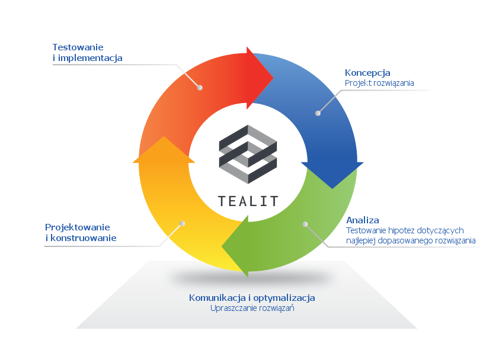 Testowanie
i implementacja
Koncepcja
Projekt rozwiązania
TEALIT
Projektowanie
i konstruowanie
Analiza
Testowanie hipotez dotyczących
najlepiej dopasowanego rozwiązania
Komunikacja i optymalizacja
Upraszczanie rozwiązań